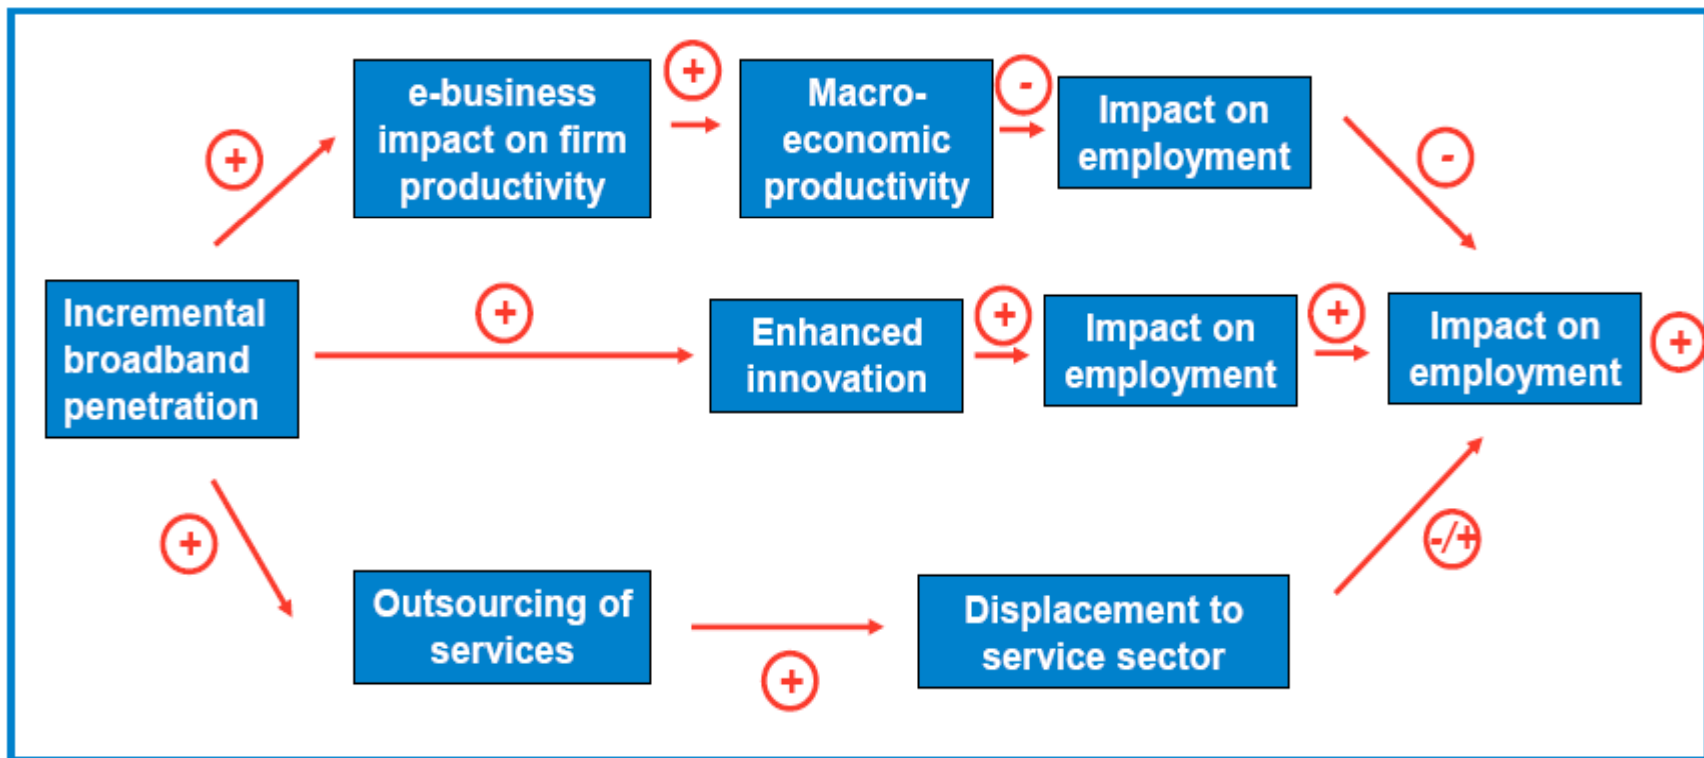 e-business
impact on firm
productivity
+
Macro-
economic
productivity
-
Impact on
employment
-
+
Incremental
broadband
penetration
+
Enhanced
innovation
+
Impact on
employment
+
Impact on
employment
+
+
Outsourcing of
services
+
Displacement to
service sector
-/+